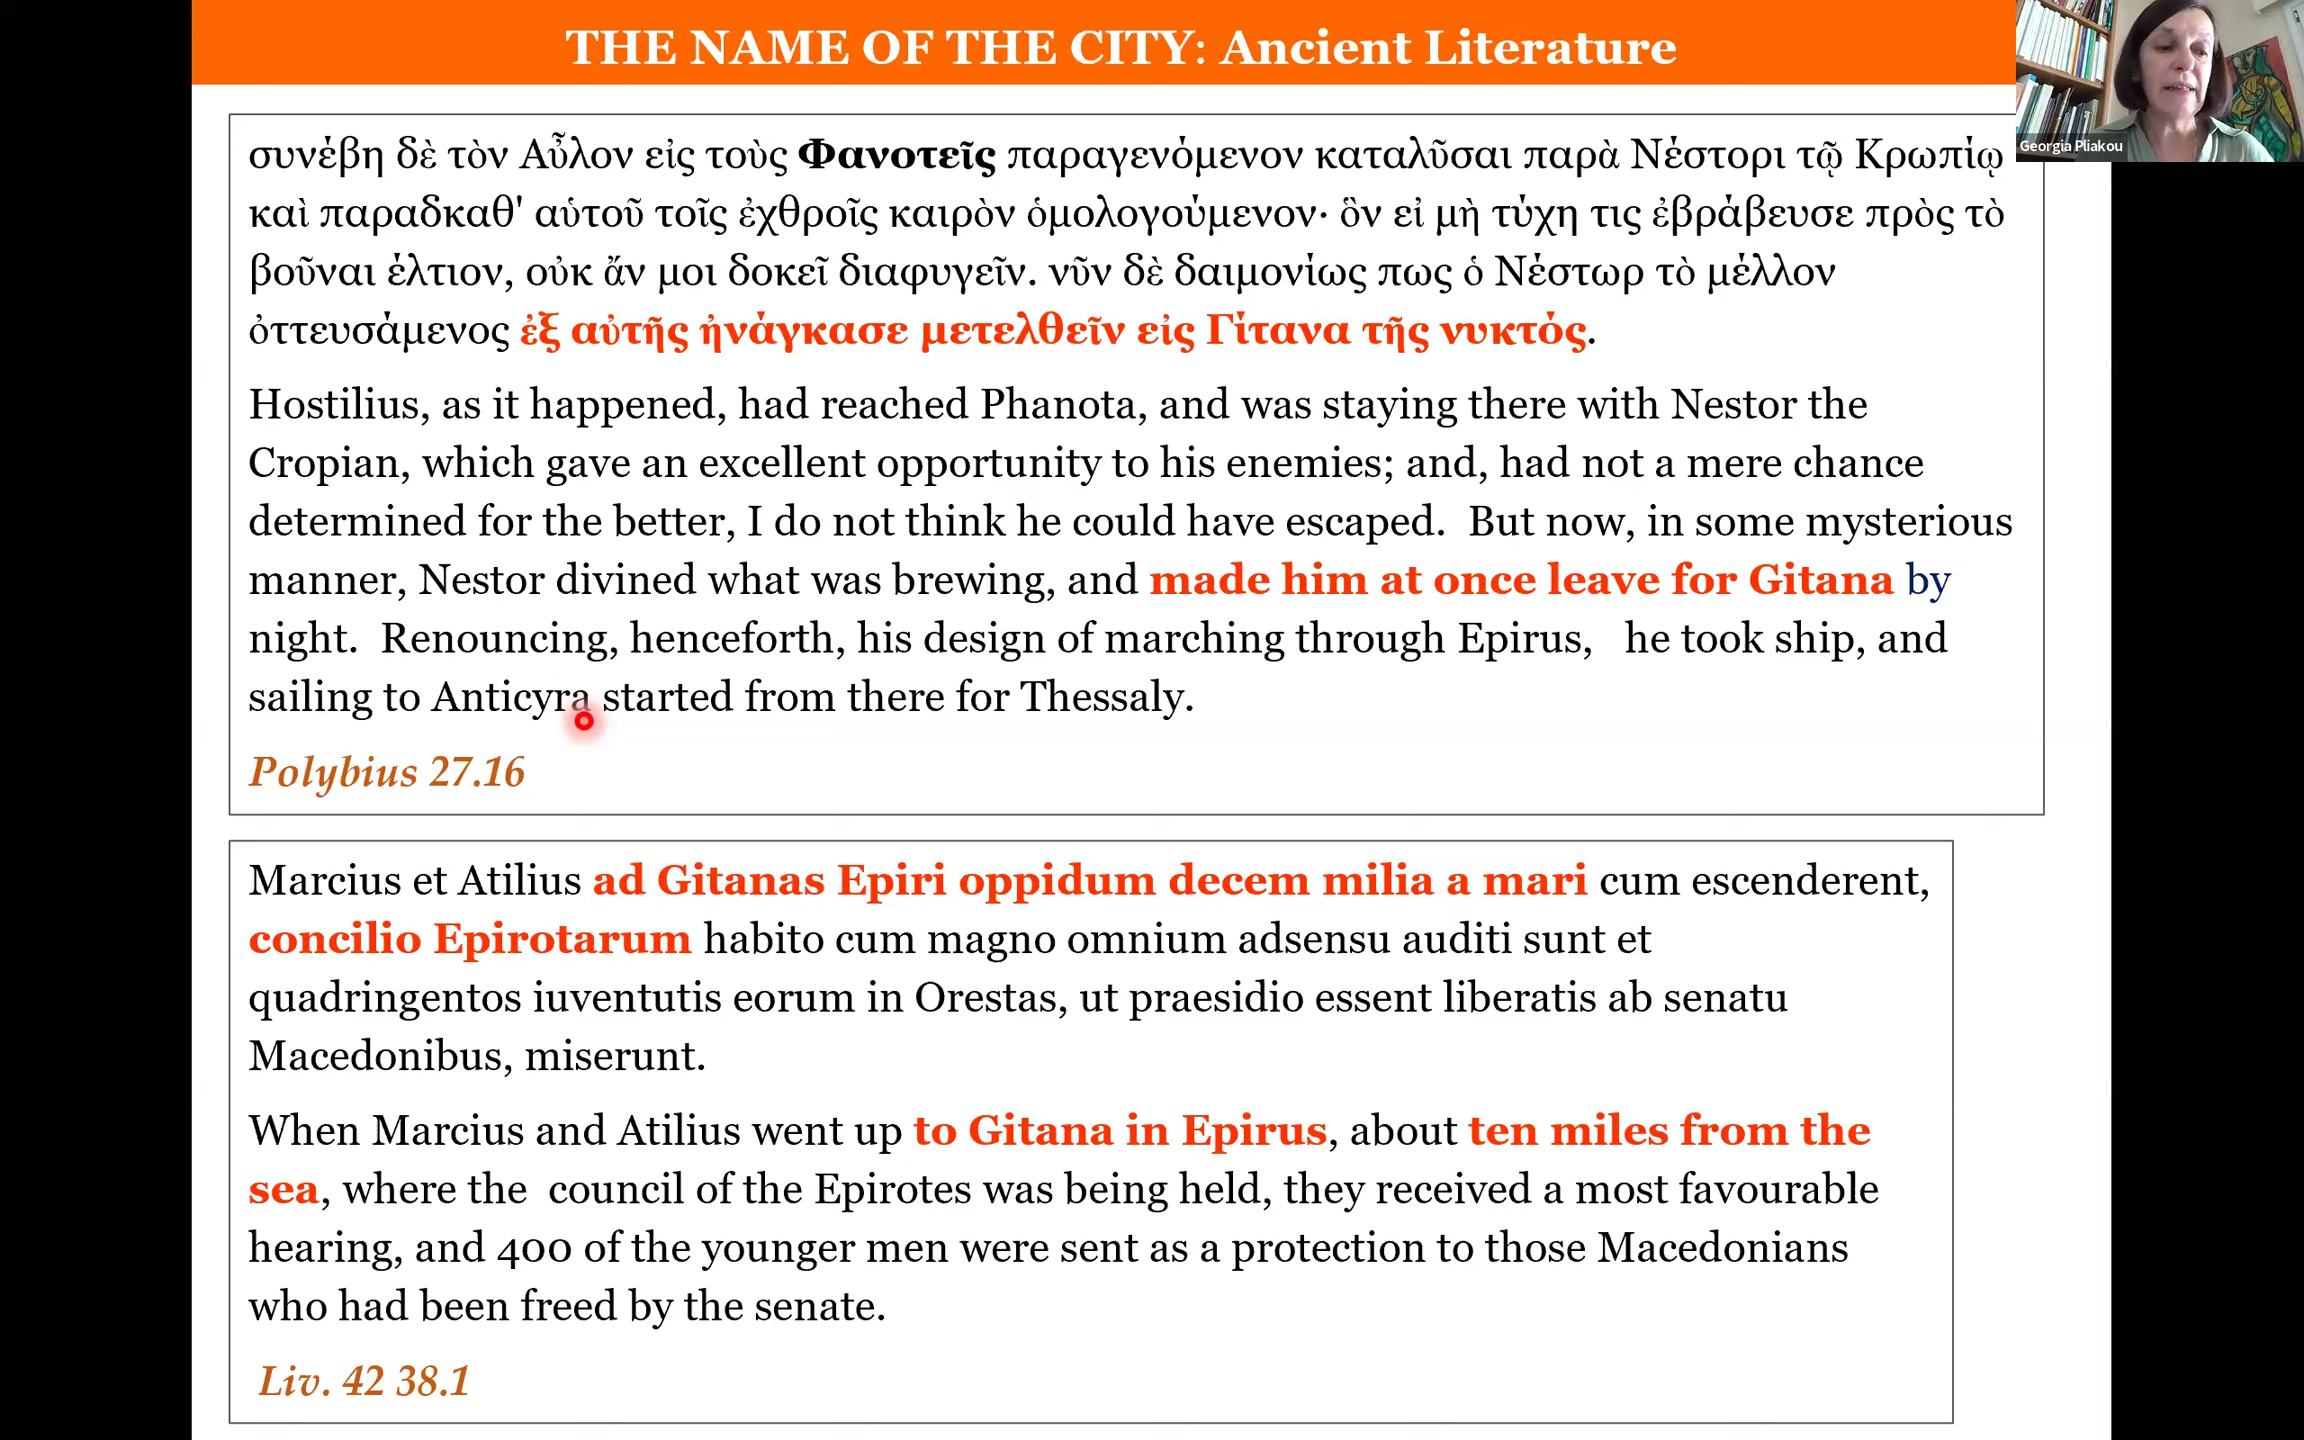 THE NAME OF THE CITY: Ancient Literature
Georgia Pliakou
συνέβη δὲ τὸν Αὖλον εἰς τοὺς Φανοτεῖς παραγενόμενον καταλῦσαι παρὰ Νέστορι τῷ Κρωπίῳ
καὶ παραδκαθ' αὑτοῦ τοῖς ἐχθροῖς καιρὸν ὁμολογούμενον· ὃν εἰ μὴ τύχη τις ἐβράβευσε πρὸς τὸ
βοῦναι έλτιον, οὐκ ἄν μοι δοκεῖ διαφυγεῖν. νῦν δὲ δαιμονίως πως ὁ Νέστωρ τὸ μέλλον
ὀττευσάμενος ἐξ αὐτῆς ἠνάγκασε μετελθεῖν εἰς Γίτανα τῆς νυκτός.
Hostilius, as it happened, had reached Phanota, and was staying there with Nestor the
Cropian, which gave an excellent opportunity to his enemies; and, had not a mere chance
determined for the better, I do not think he could have escaped. But now, in some mysterious
manner, Nestor divined what was brewing, and made him at once leave for Gitana by
night. Renouncing, henceforth, his design of marching through Epirus, he took ship, and
sailing to Anticyra started from there for Thessaly.
Polybius 27.16
Marcius et Atilius ad Gitanas Epiri oppidum decem milia a mari cum escenderent,
concilio Epirotarum habito cum magno omnium adsensu auditi sunt et
quadringentos iuventutis eorum in Orestas, ut praesidio essent liberatis ab senatu
Macedonibus, miserunt.
When Marcius and Atilius went up to Gitana in Epirus, about ten miles from the
sea, where the council of the Epirotes was being held, they received a most favourable
hearing, and 400 of the younger men were sent as a protection to those Macedonians
who had been freed by the senate.
Liv. 42 38.1